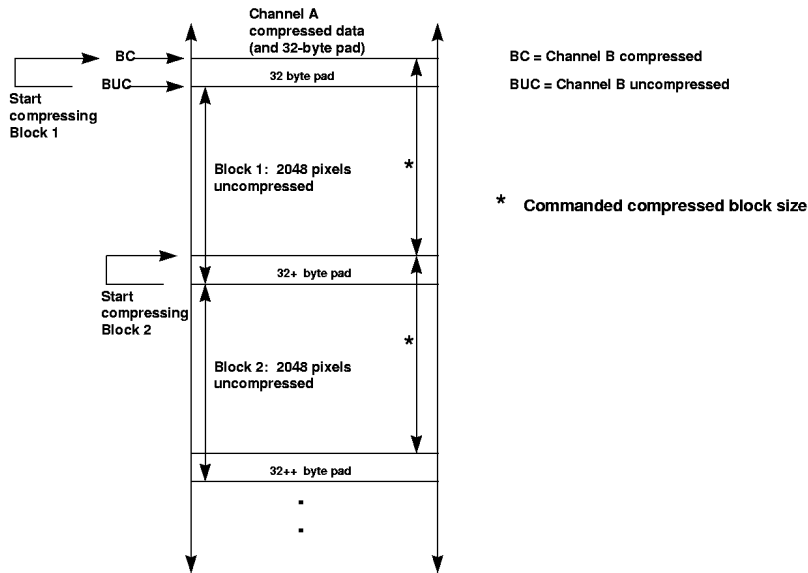 Channel A
compressed data
(and 32-byte pad)
BC
BC = Channel B compressed
32 byte pad
BUC
BUC = Channel B uncompressed
Start
compressing
Block 1
Block 1: 2048 pixels
uncompressed
*
* Commanded compressed block size
32+ byte pad
Start
compressing
Block 2
*
Block 2: 2048 pixels
uncompressed
32++ byte pad
.
.